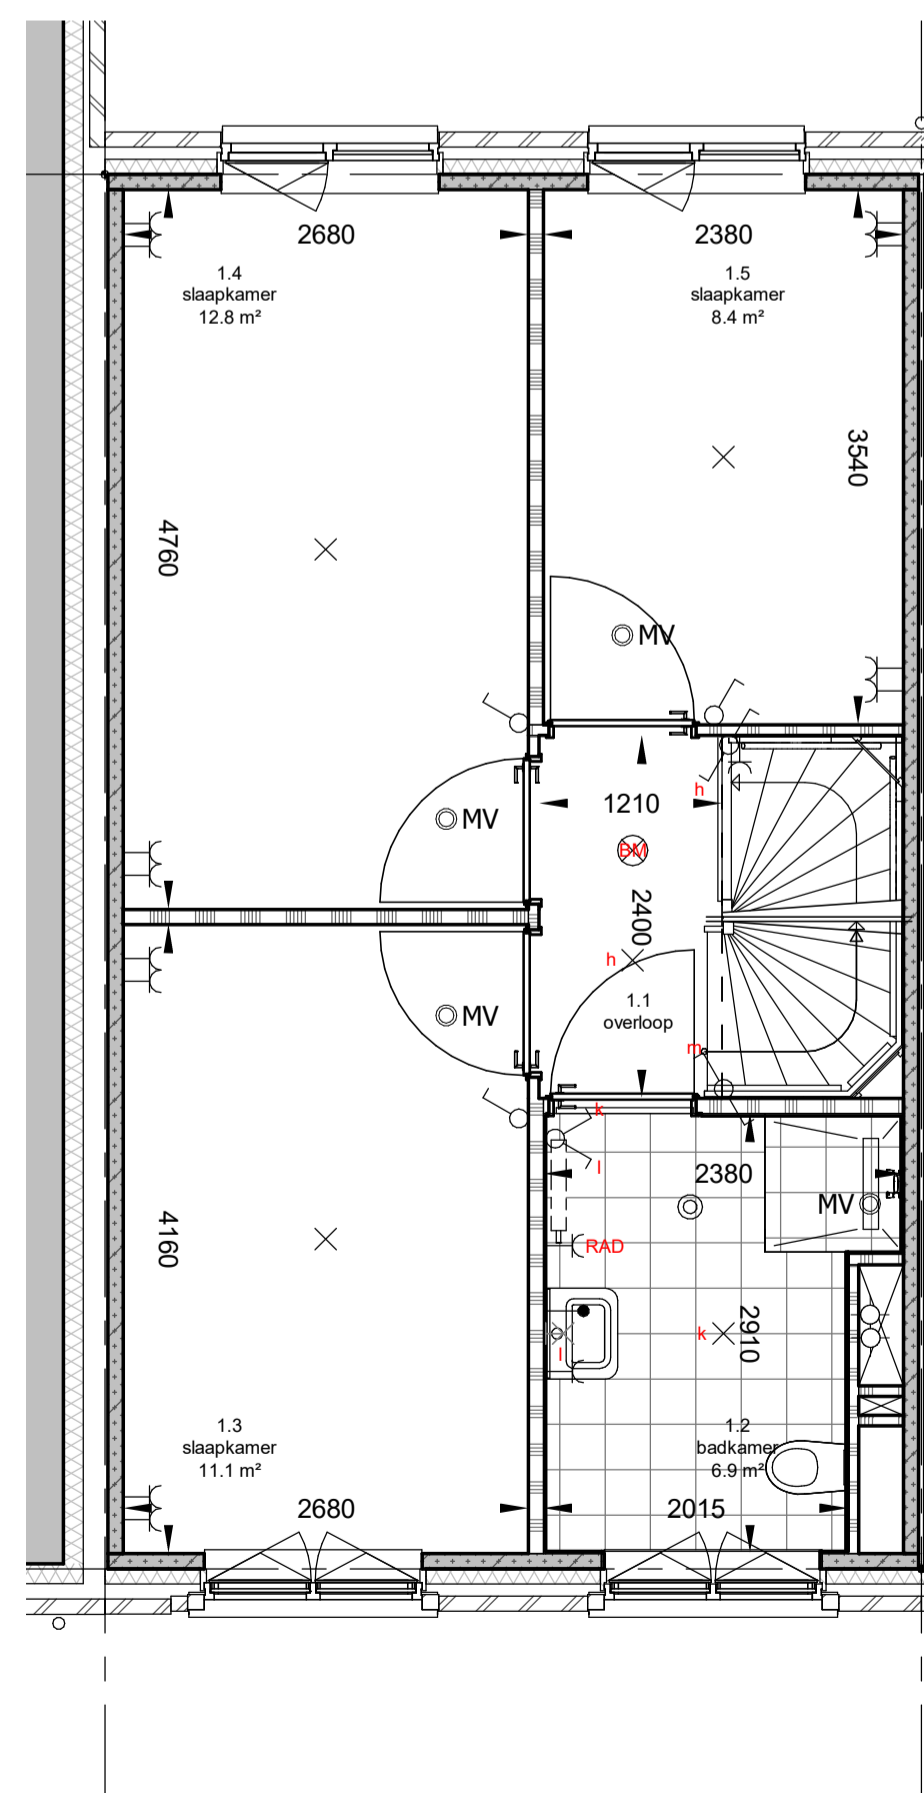 2680
2380
1.4
slaapkamer
12.8 m²
1.5
slaapkamer
8.4 m²
3540
4760
MV
h
1210
MV
BM
2400
h
MV
1.1
overloop
m
k
l
2380
MV
4160
RAD
k
2910
l
1.3
slaapkamer
11.1 m²
1.2
badkamer
6.9 m²
2680
2015